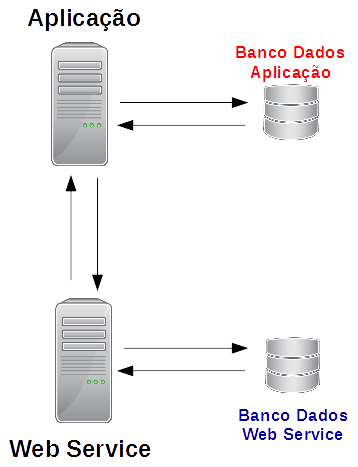 Aplicação
Banco Dados
Aplicação
Banco Dados
Web Service
Web Service